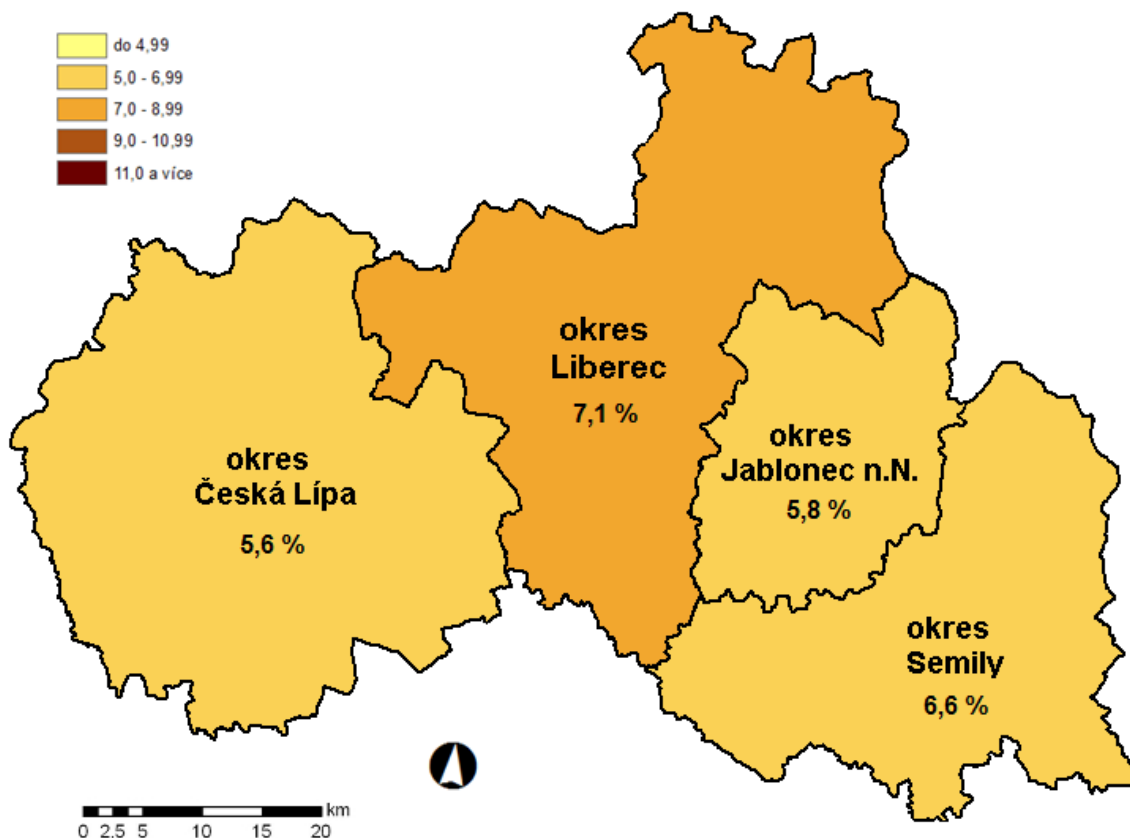 do 4,99
5,0 - 6,99
7,0 - 8,99
9,0 - 10,99
11,0 a více
okres
Liberec
7,1 %
okres
Česká Lípa
5,6 %
okres
Jablonec n.N.
5,8 %
okres
Semily
6,6 %
km
0 2,5 5 10 15 20